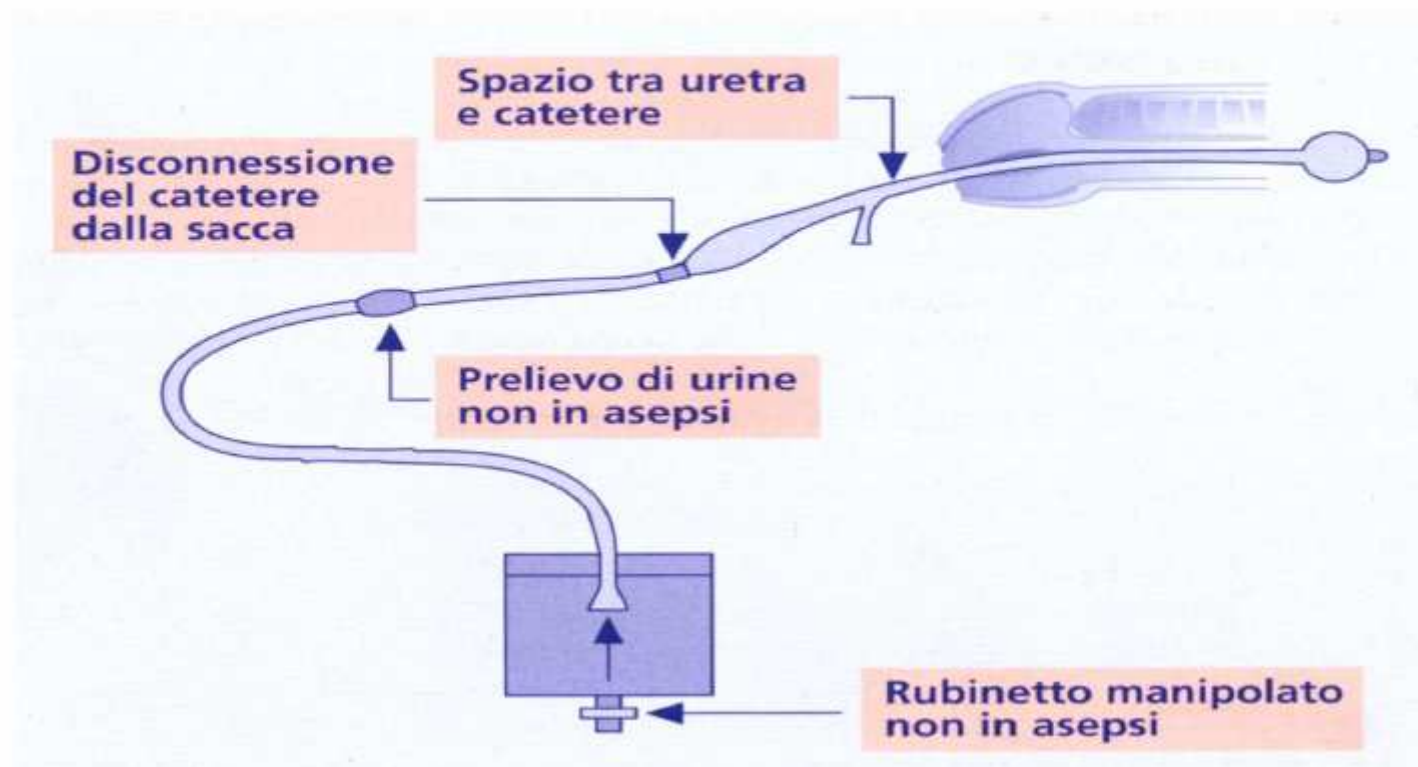 Spazio tra uretra
e catetere
Disconnessione
del catetere
dalla sacca
Prelievo di urine
non in asepsi
Rubinetto manipolato
non in asepsi